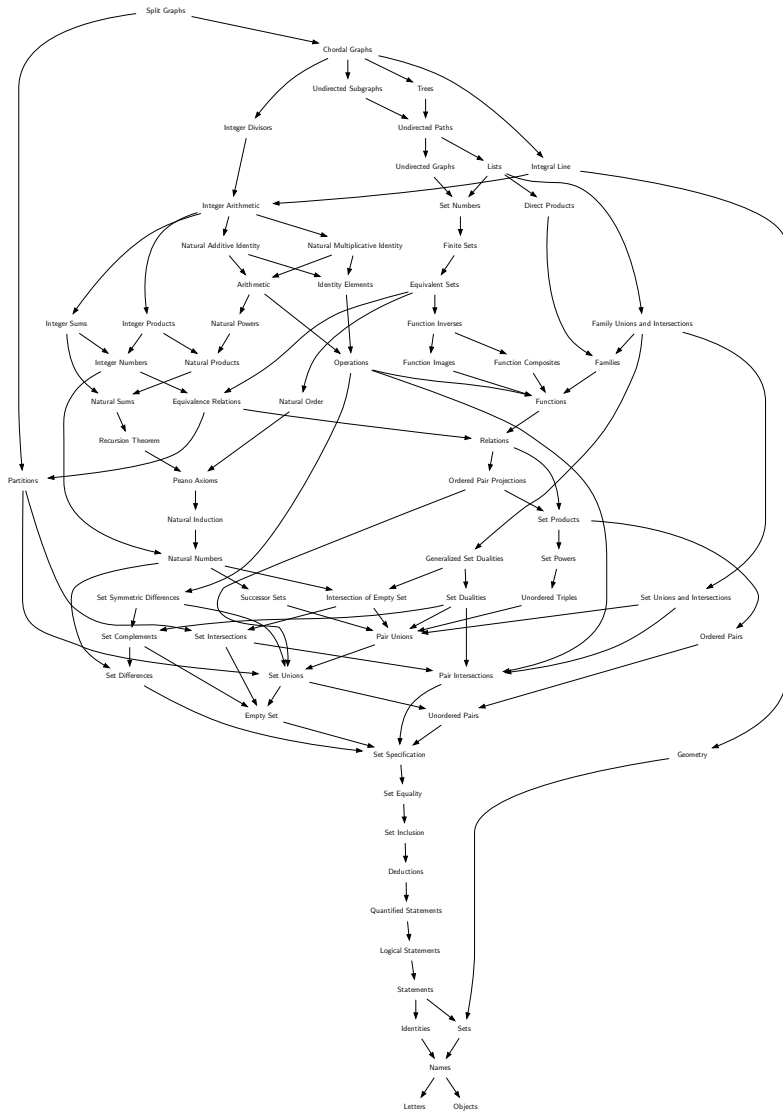 Split Graphs
Chordal Graphs
Undirected Subgraphs
Trees
Integer Divisors
Undirected Paths
Undirected Graphs
Lists
Integral Line
Integer Arithmetic
Set Numbers
Direct Products
Natural Additive Identity
Natural Multiplicative Identity
Finite Sets
Arithmetic
Identity Elements
Equivalent Sets
Integer Sums
Integer Products
Natural Powers
Function Inverses
Family Unions and Intersections
Integer Numbers
Natural Products
Operations
Function Images
Function Composites
Families
Natural Sums
Equivalence Relations
Natural Order
Functions
Recursion Theorem
Relations
Partitions
Peano Axioms
Ordered Pair Projections
Natural Induction
Set Products
Natural Numbers
Generalized Set Dualities
Set Powers
Set Symmetric Differences
Successor Sets
Intersection of Empty Set
Set Dualities
Unordered Triples
Set Unions and Intersections
Set Complements
Set Intersections
Pair Unions
Ordered Pairs
Set Differences
Set Unions
Pair Intersections
Empty Set
Unordered Pairs
Set Specification
Geometry
Set Equality
Set Inclusion
Deductions
Quantified Statements
Logical Statements
Statements
Identities
Sets
Names
Letters
Objects